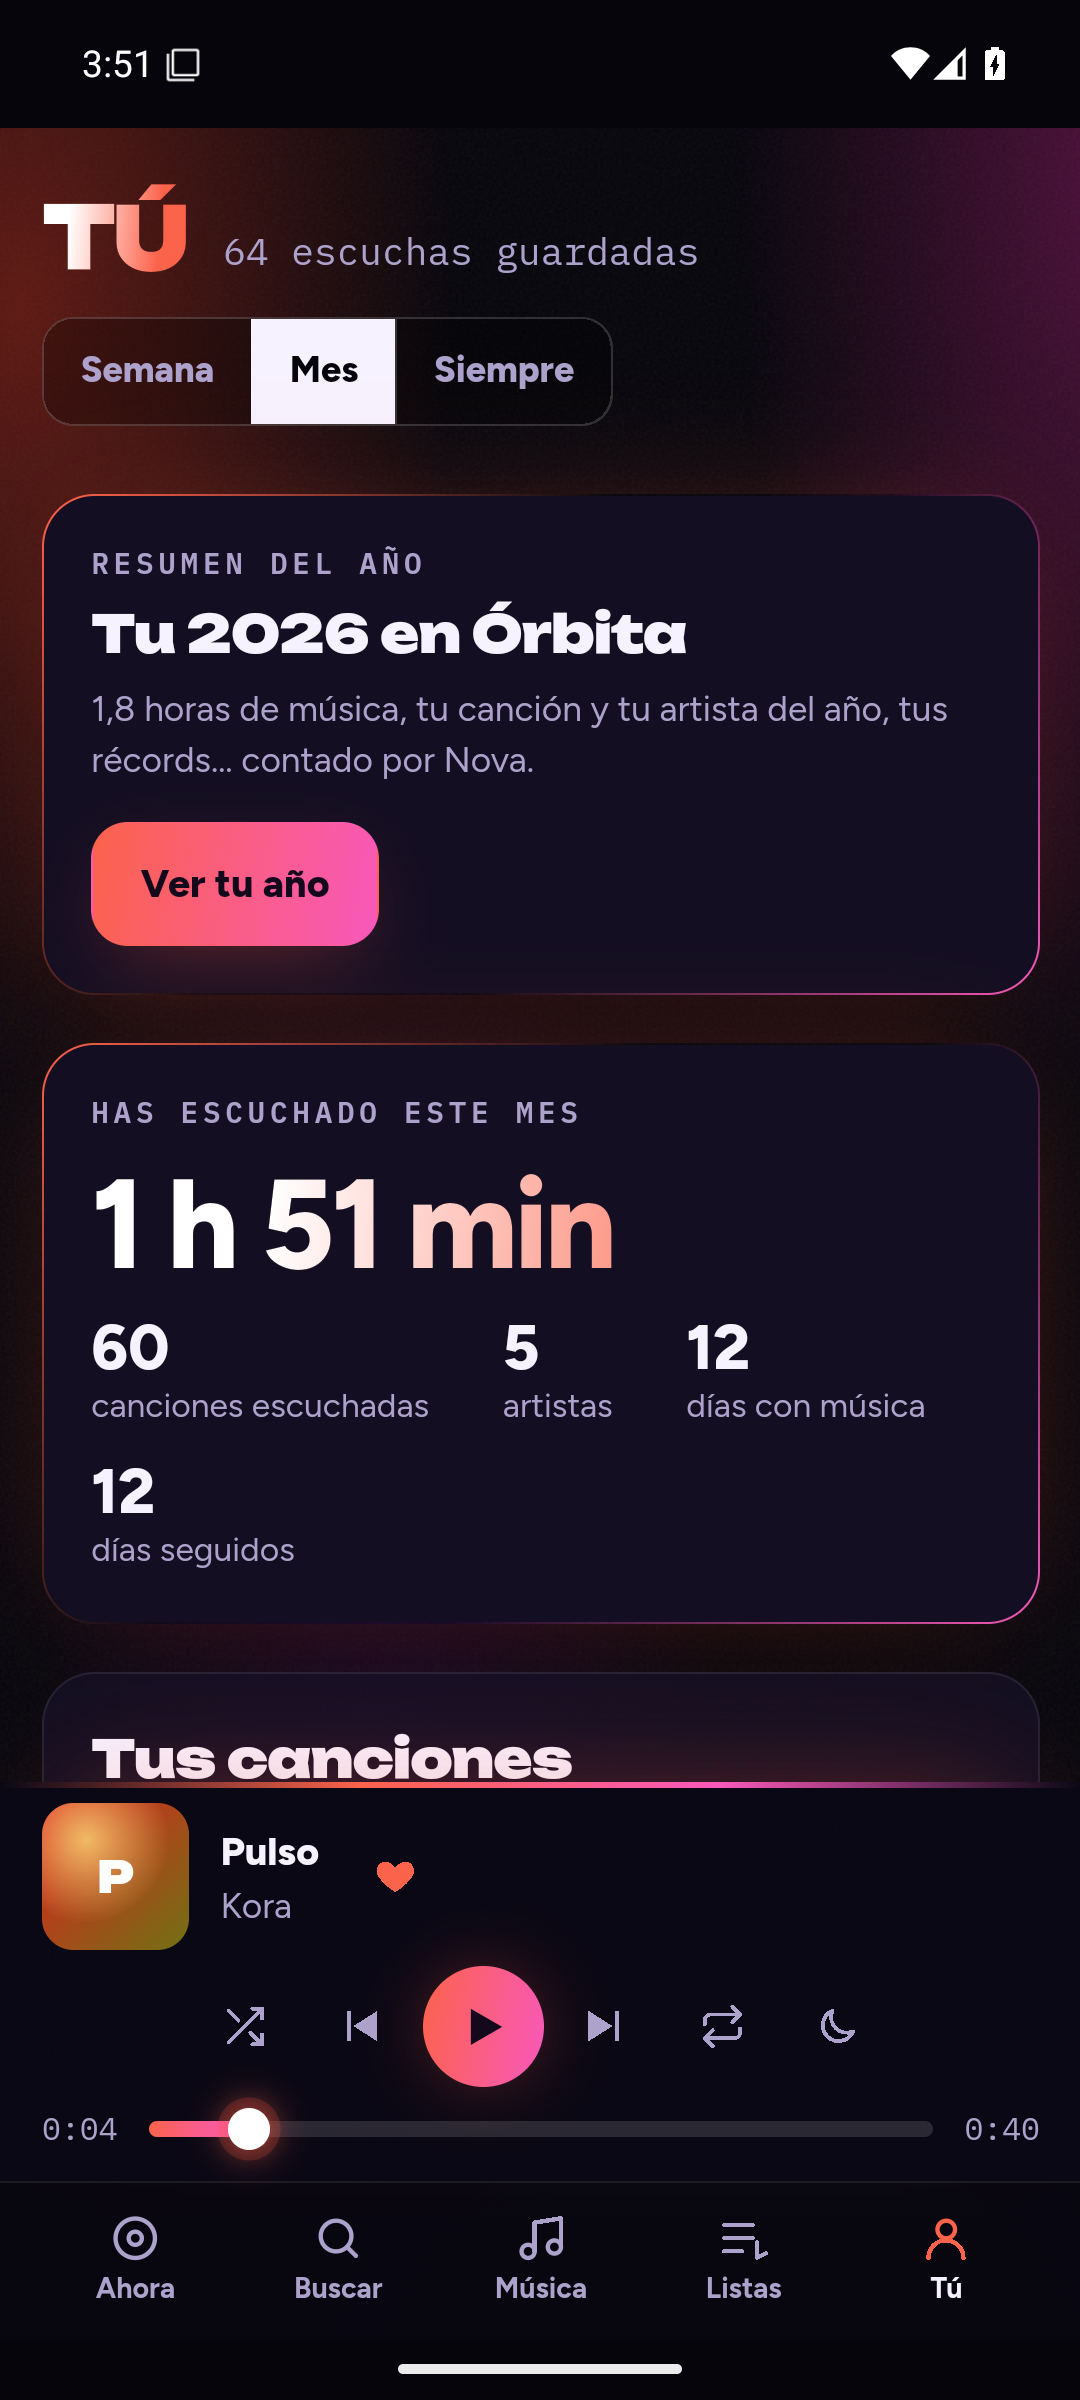 3:51
TÚ 64 escuchas guardadas
Semana Mes Siempre
RESUMEN DEL AÑO
Tu 2026 en Órbita
1,8 horas de música, tu canción y tu artista del año, tus
récords... contado por Nova.
Ver tu año
HAS ESCUCHADO ESTE MES
1 h 51 min
60 canciones escuchadas
5 artistas
12 días con música
12 días seguidos
Tus canciones
P
Pulso
Kora
0:04 0:40
Ahora Buscar Música Listas Tú